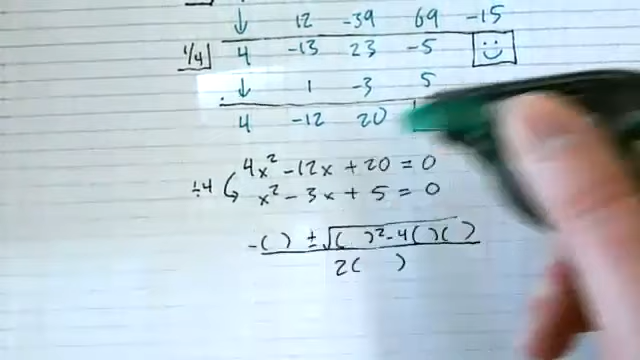 ↓ 12 -39 69 -15
1/4 4 -13 23 -5
↓ 1 -3 5
4 -12 20
4x² - 12x + 20 = 0
÷4 x² - 3x + 5 = 0
-( ) ± √( )² - 4( )( )
2( )